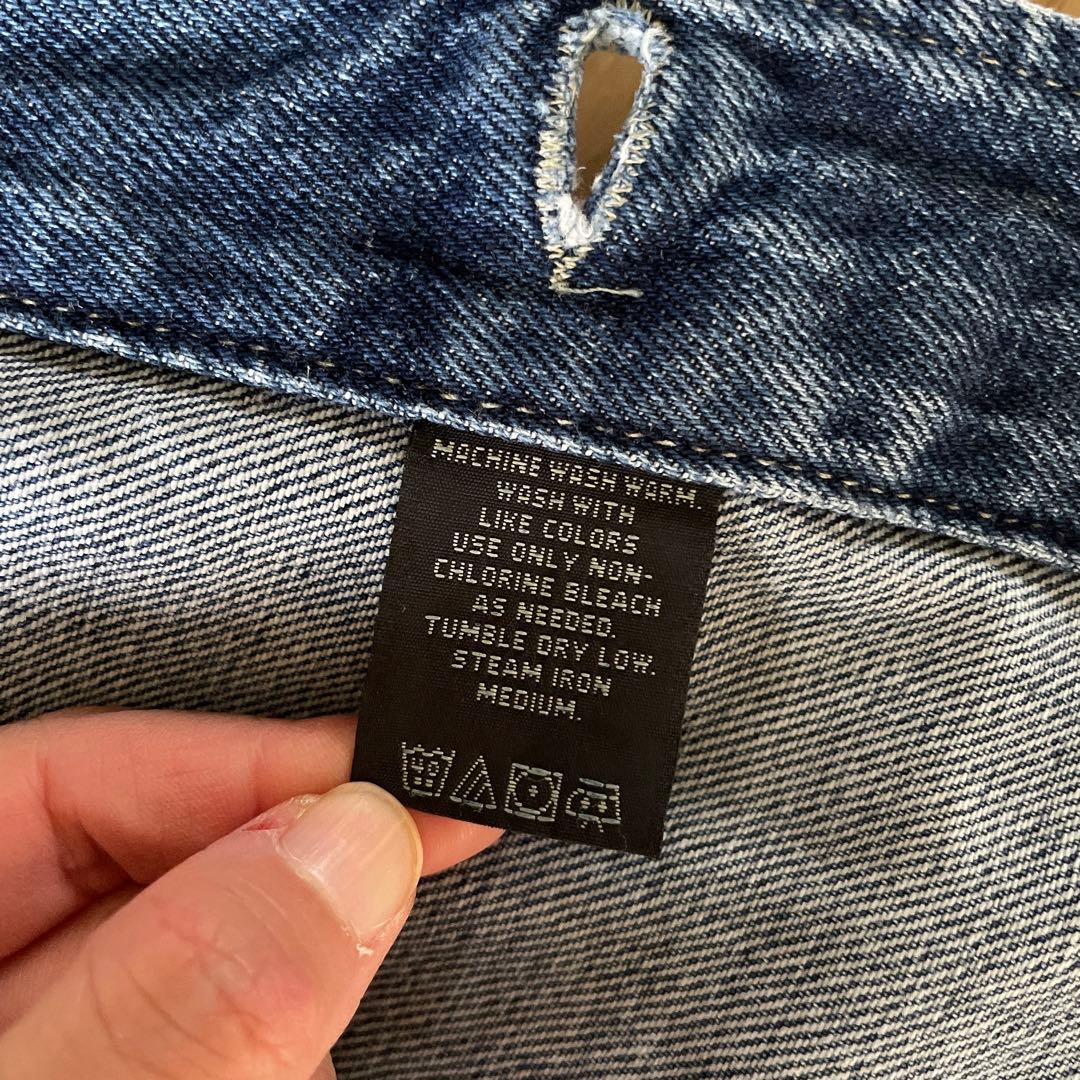 MACHINE WASH WARM.
WASH WITH
LIKE COLORS
USE ONLY NON-
CHLORINE BLEACH
AS NEEDED.
TUMBLE DRY LOW.
STEAM IRON
MEDIUM.